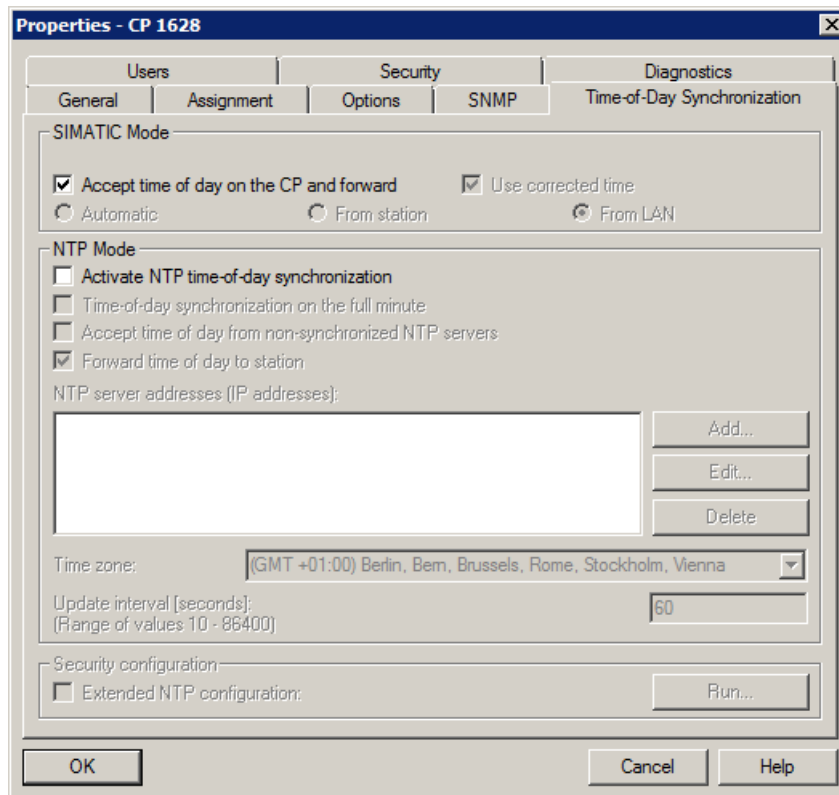 Properties - CP 1628
Users Security Diagnostics
General Assignment Options SNMP Time-of-Day Synchronization
SIMATIC Mode
Accept time of day on the CP and forward Use corrected time
Automatic From station From LAN
NTP Mode
Activate NTP time-of-day synchronization
Time-of-day synchronization on the full minute
Accept time of day from non-synchronized NTP servers
Forward time of day to station
NTP server addresses (IP addresses):
Add...
Edit...
Delete
Time zone: (GMT +01:00) Berlin, Bern, Brussels, Rome, Stockholm, Vienna
Update interval [seconds]: 60
(Range of values 10 - 86400)
Security configuration
Extended NTP configuration: Run...
OK Cancel Help